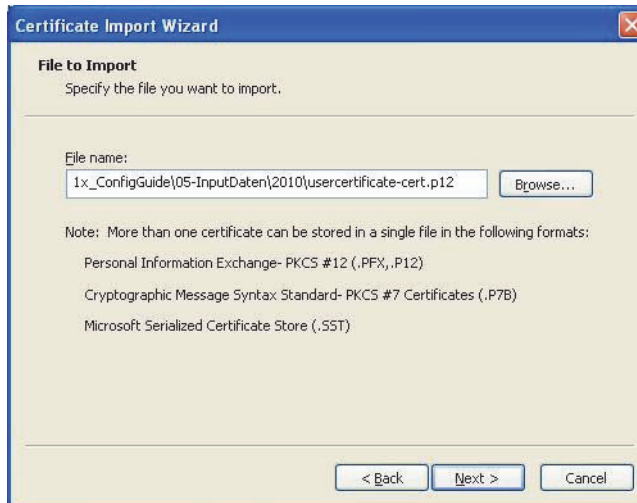 Certificate Import Wizard
File to Import
Specify the file you want to import.
File name:
1x_ConfigGuide\05-InputDaten\2010\usercertificate-cert.p12
Browse...
Note: More than one certificate can be stored in a single file in the following formats:
Personal Information Exchange- PKCS #12 (.PFX,.P12)
Cryptographic Message Syntax Standard- PKCS #7 Certificates (.P7B)
Microsoft Serialized Certificate Store (.SST)
< Back
Next >
Cancel